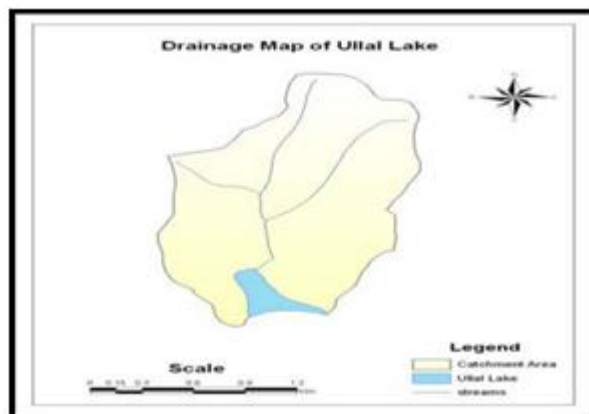 Drainage Map of Ullal Lake
Legend
Catchment Area
Ullal Lake
streams
Scale